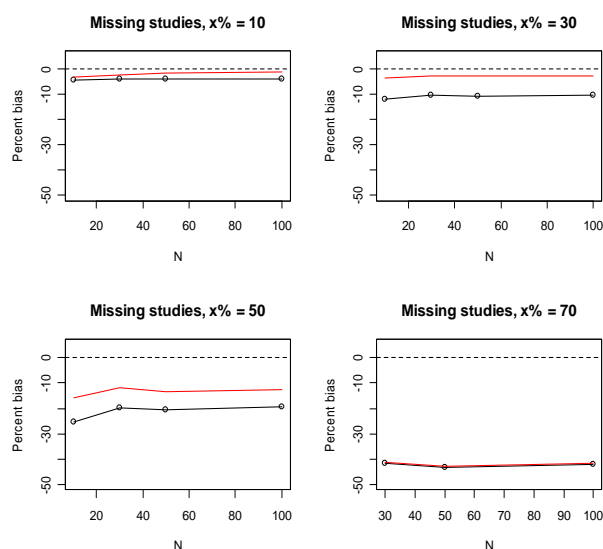 Missing studies, x% = 10
Percent bias
0
-10
-30
-50
20 40 60 80 100
N
Missing studies, x% = 30
Percent bias
0
-10
-30
-50
20 40 60 80 100
N
Missing studies, x% = 50
Percent bias
0
-10
-30
-50
20 40 60 80 100
N
Missing studies, x% = 70
Percent bias
0
-10
-30
-50
30 40 50 60 70 80 90 100
N